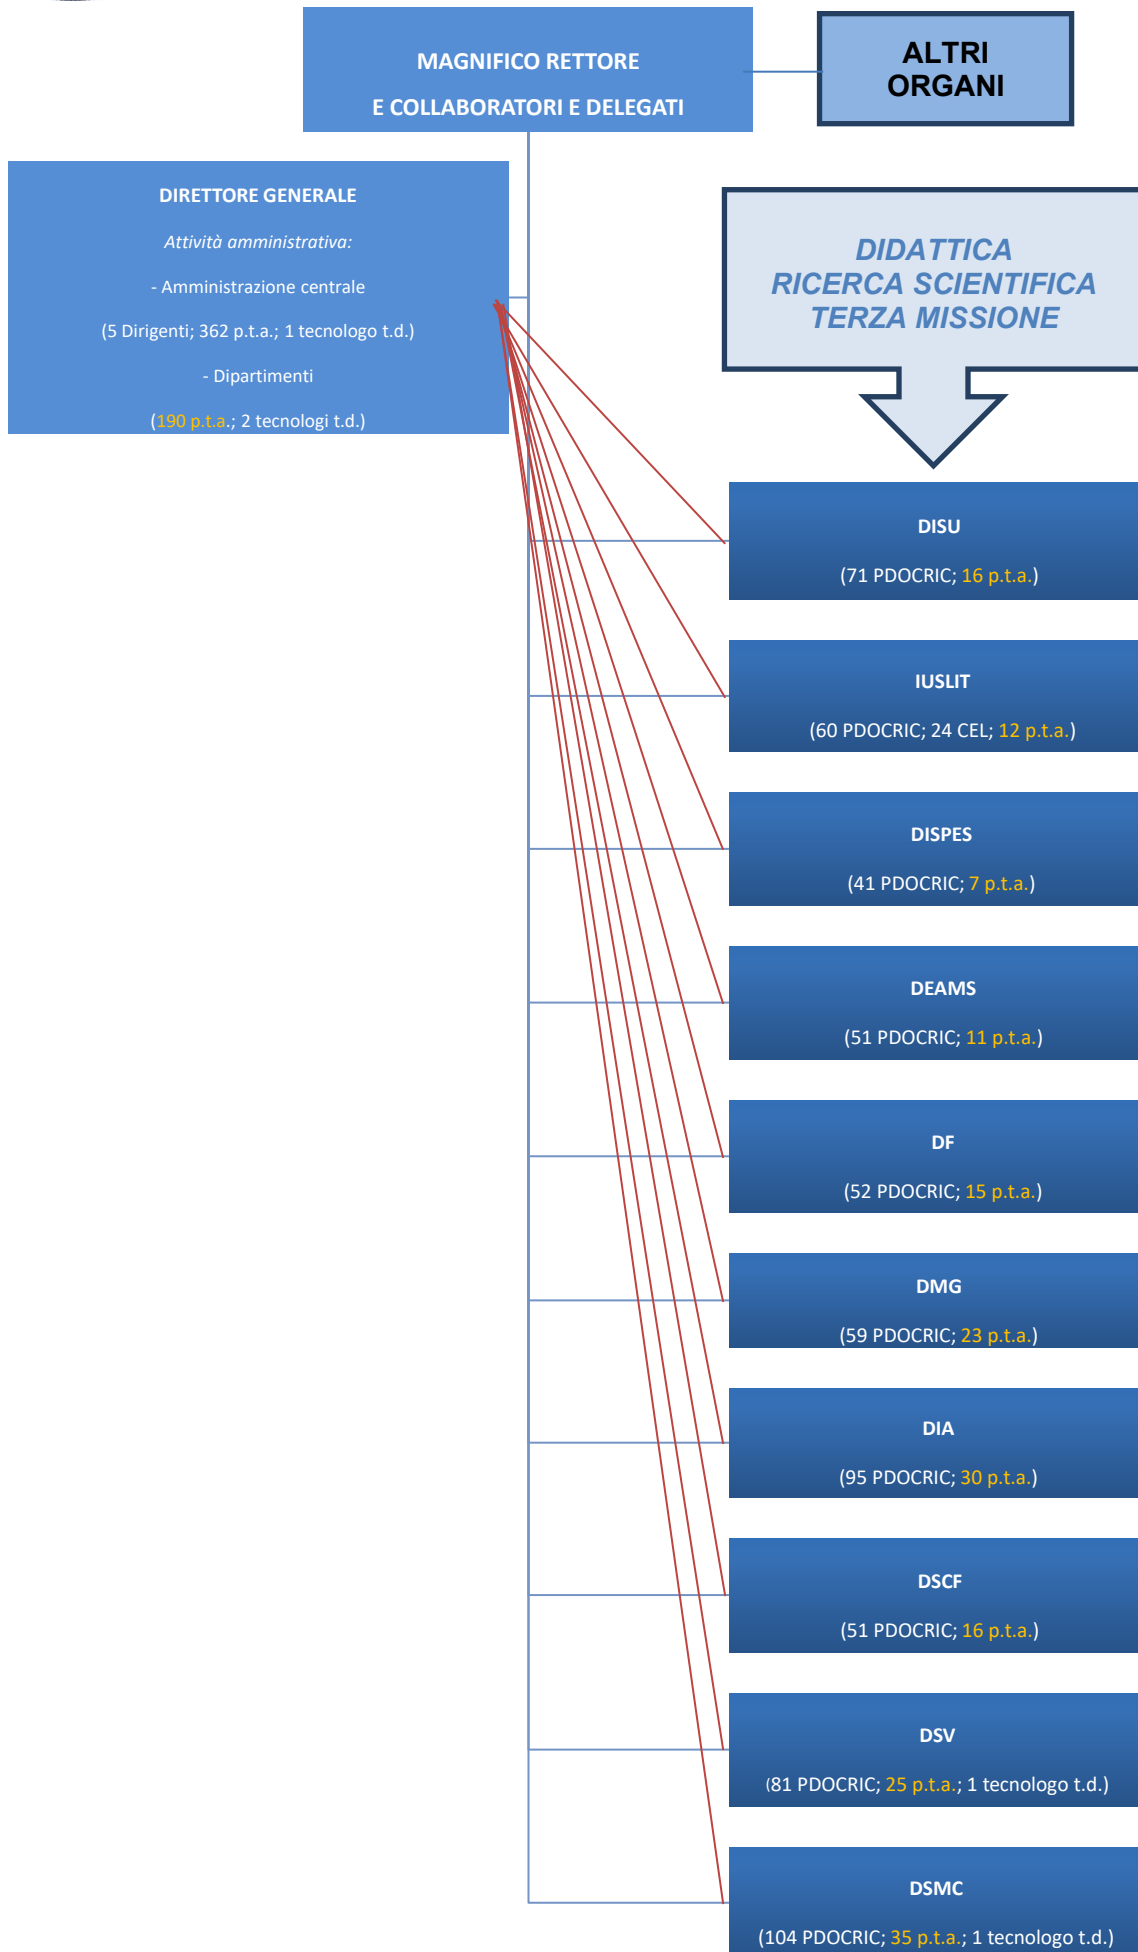 MAGNIFICO RETTORE
E COLLABORATORI E DELEGATI
ALTRI
ORGANI
DIRETTORE GENERALE
Attività amministrativa:
- Amministrazione centrale
(5 Dirigenti; 362 p.t.a.; 1 tecnologo t.d.)
- Dipartimenti
(190 p.t.a.; 2 tecnologi t.d.)
DIDATTICA
RICERCA SCIENTIFICA
TERZA MISSIONE
DISU
(71 PDOCRIC; 16 p.t.a.)
IUSLIT
(60 PDOCRIC; 24 CEL; 12 p.t.a.)
DISPES
(41 PDOCRIC; 7 p.t.a.)
DEAMS
(51 PDOCRIC; 11 p.t.a.)
DF
(52 PDOCRIC; 15 p.t.a.)
DMG
(59 PDOCRIC; 23 p.t.a.)
DIA
(95 PDOCRIC; 30 p.t.a.)
DSCF
(51 PDOCRIC; 16 p.t.a.)
DSV
(81 PDOCRIC; 25 p.t.a.; 1 tecnologo t.d.)
DSMC
(104 PDOCRIC; 35 p.t.a.; 1 tecnologo t.d.)